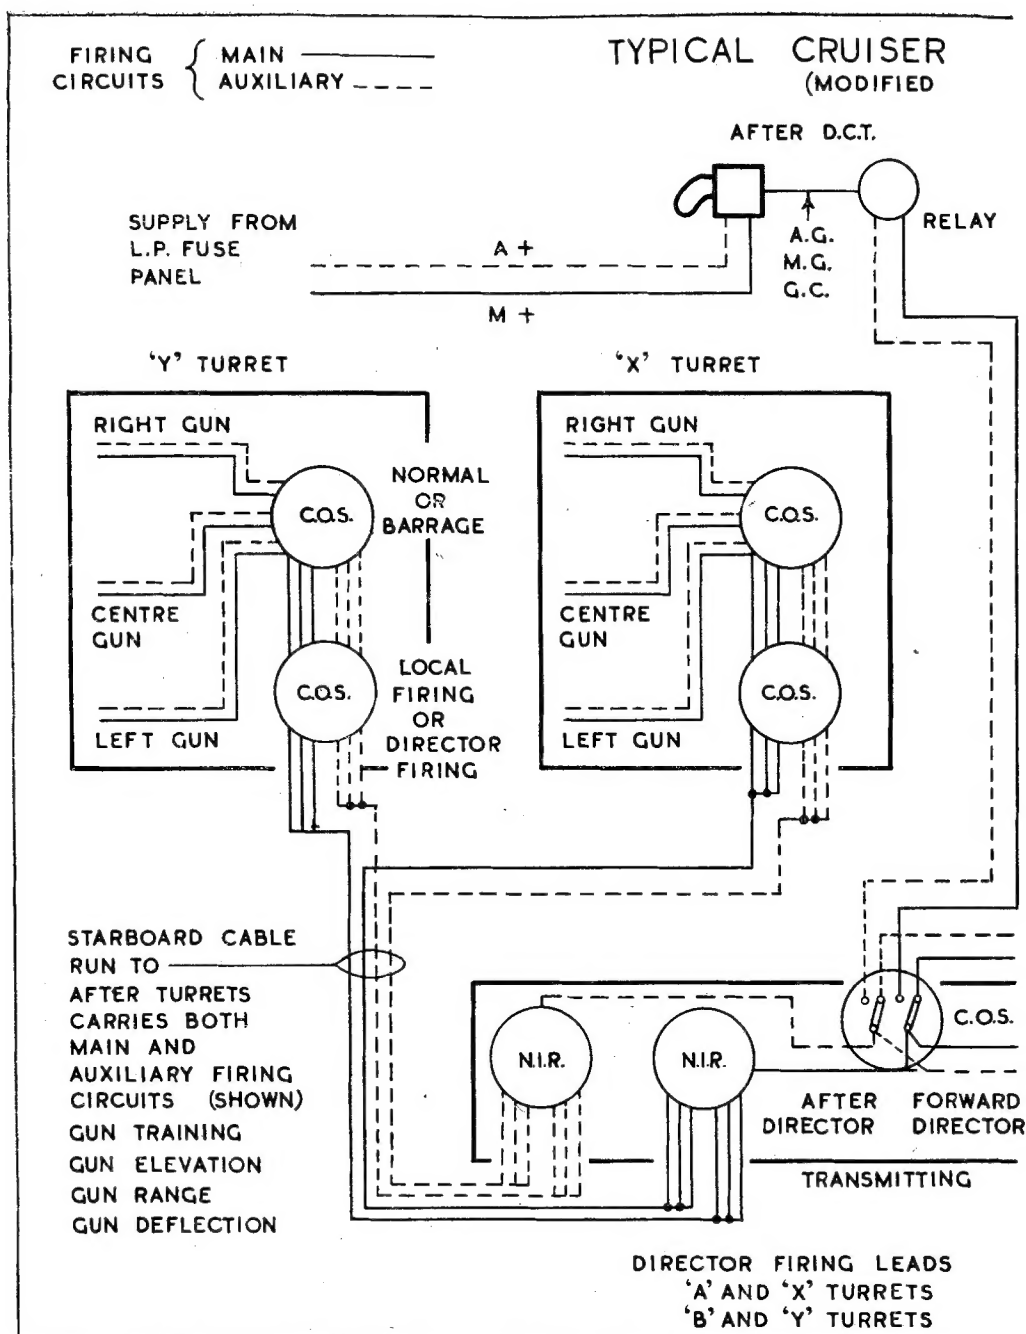 FIRING CIRCUITS { MAIN
AUXILIARY
TYPICAL CRUISER
(MODIFIED
AFTER D.C.T.
RELAY
A.G.
M.G.
G.C.
SUPPLY FROM
L.P. FUSE
PANEL
A +
M +
'Y' TURRET
RIGHT GUN
C.O.S.
NORMAL
OR
BARRAGE
CENTRE
GUN
C.O.S.
LOCAL
FIRING
OR
DIRECTOR
FIRING
LEFT GUN
'X' TURRET
RIGHT GUN
C.O.S.
CENTRE
GUN
C.O.S.
LEFT GUN
STARBOARD CABLE
RUN TO
AFTER TURRETS
CARRIES BOTH
MAIN AND
AUXILIARY FIRING
CIRCUITS (SHOWN)
GUN TRAINING
GUN ELEVATION
GUN RANGE
GUN DEFLECTION
N.I.R.
N.I.R.
C.O.S.
AFTER
DIRECTOR
FORWARD
DIRECTOR
TRANSMITTING
DIRECTOR FIRING LEADS
'A' AND 'X' TURRETS
'B' AND 'Y' TURRETS